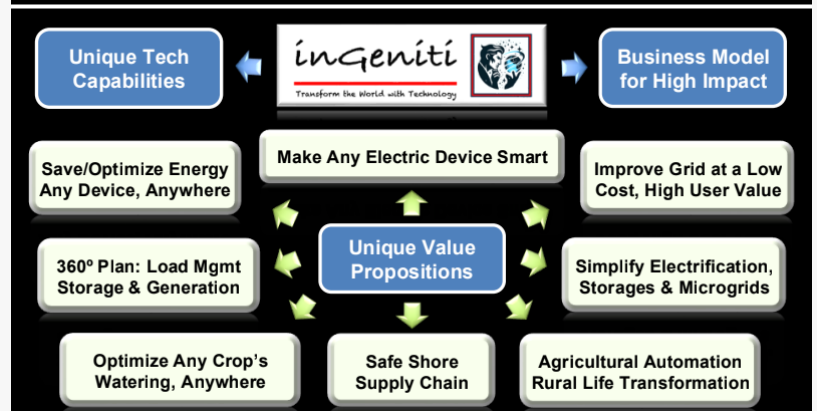 Unique Tech
Capabilities
inGeniti
Transform the World with Technology
Business Model
for High Impact
Save/Optimize Energy
Any Device, Anywhere
Make Any Electric Device Smart
Improve Grid at a Low
Cost, High User Value
360º Plan: Load Mgmt
Storage & Generation
Unique Value
Propositions
Simplify Electrification,
Storages & Microgrids
Optimize Any Crop's
Watering, Anywhere
Safe Shore
Supply Chain
Agricultural Automation
Rural Life Transformation